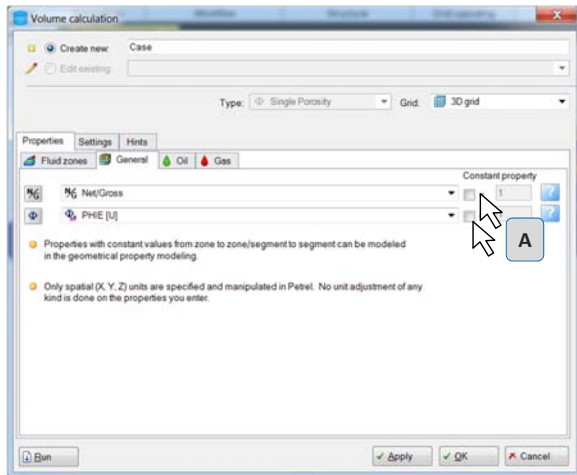 Volume calculation
Create new: Case
Edit existing:
Type: Single Porosity Grid: 3D grid
Properties Settings Hints
Fluid zones General Oil Gas
Constant property
N/G N/G Net/Gross 1 ?
Φ PHIE [U] ?
A
Properties with constant values from zone to zone/segment to segment can be modeled
in the geometrical property modeling.
Only spatial (X, Y, Z) units are specified and manipulated in Petrel. No unit adjustment of any
kind is done on the properties you enter.
Run Apply OK Cancel